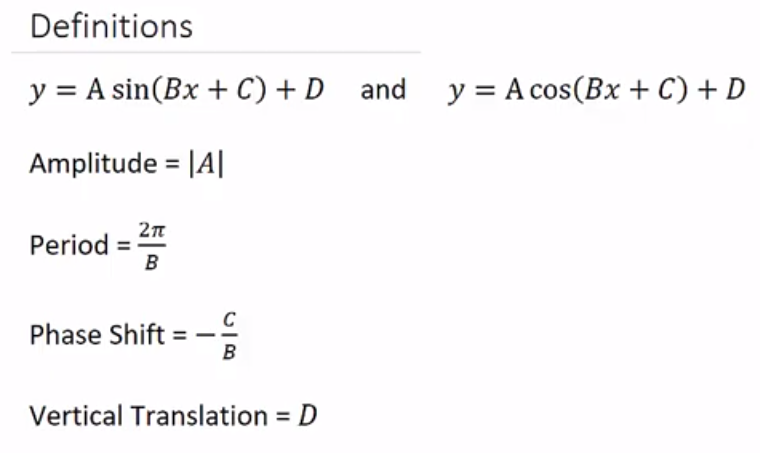 Definitions
y = A sin(Bx + C) + D and y = A cos(Bx + C) + D
Amplitude = |A|
Period = 2π/B
Phase Shift = −C/B
Vertical Translation = D